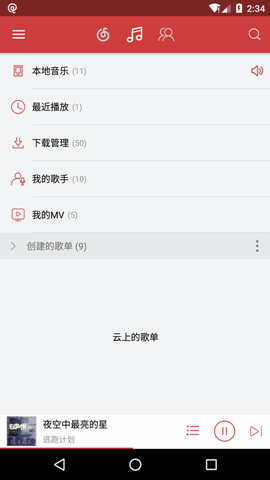 2:34
本地音乐 (11)
最近播放 (1)
下载管理 (50)
我的歌手 (10)
我的MV (5)
创建的歌单 (9)
云上的歌单
夜空中最亮的星
逃跑计划